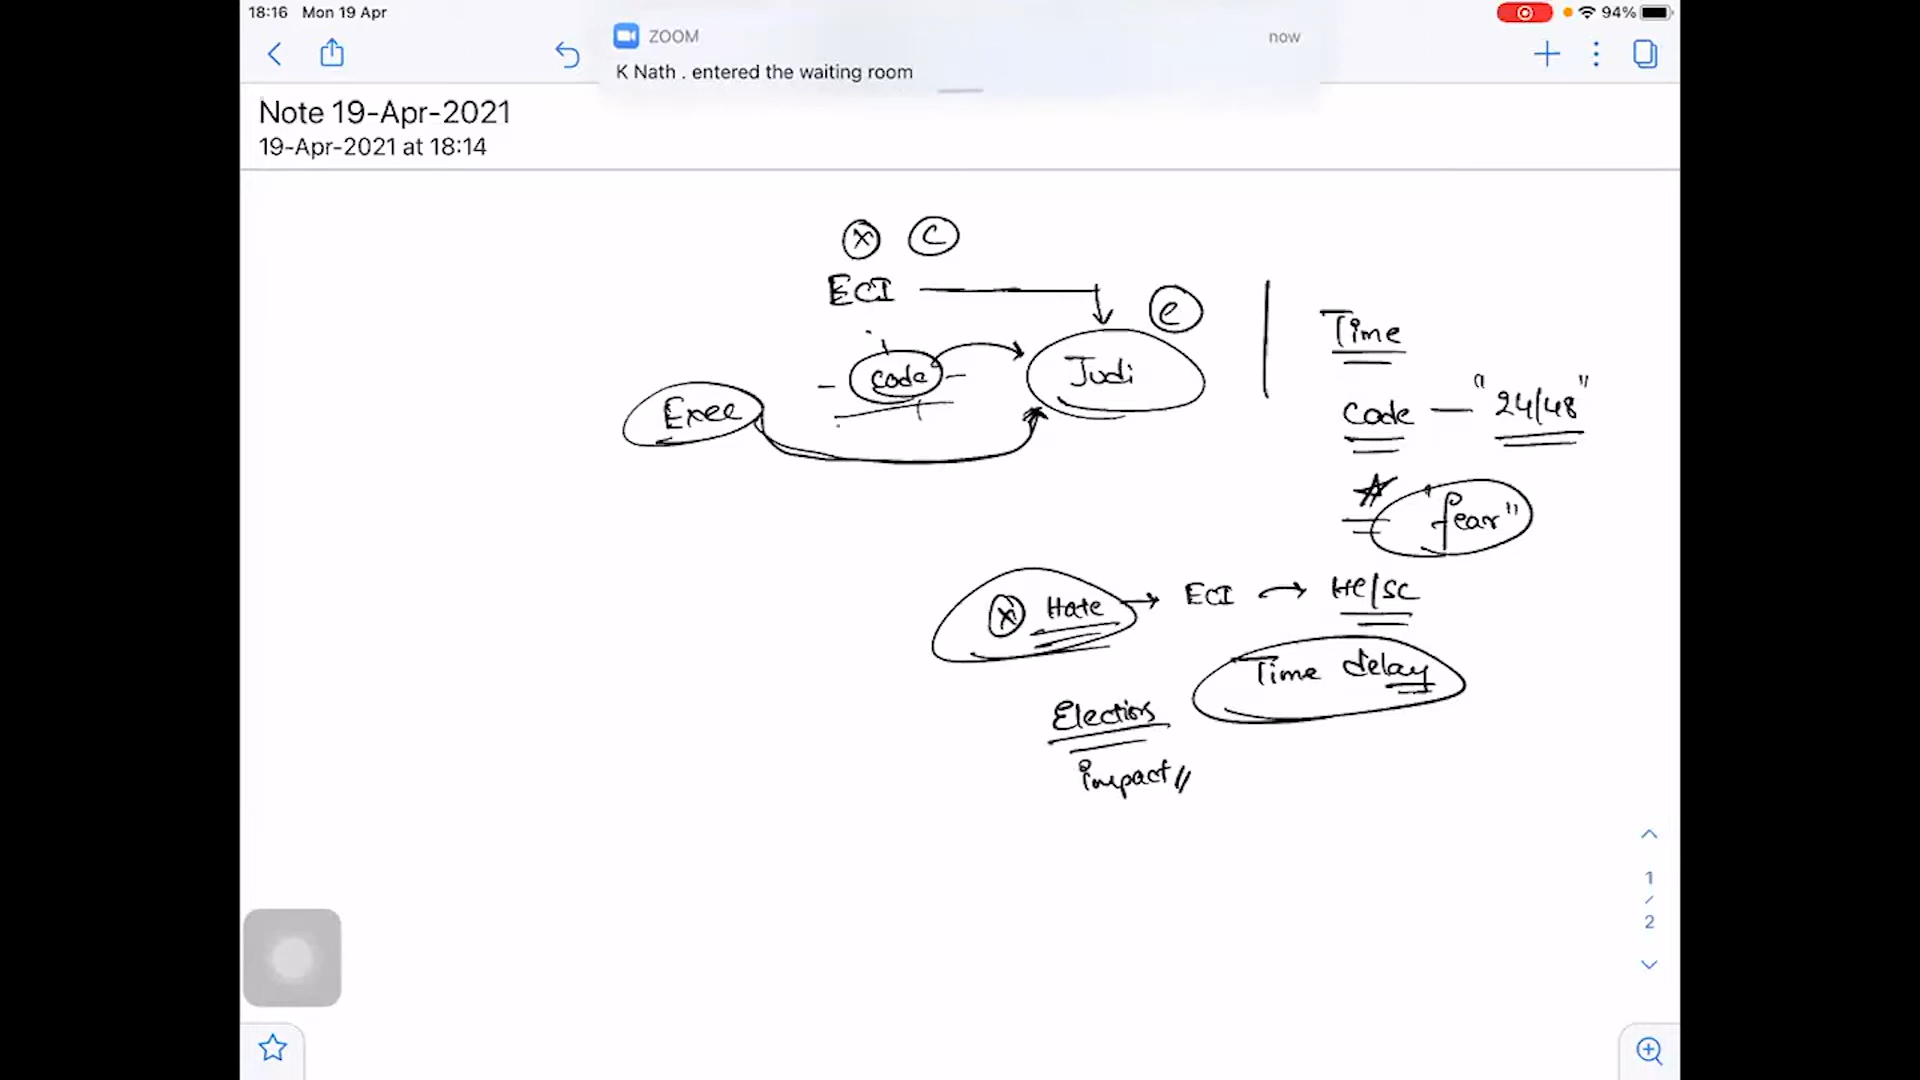 18:16 Mon 19 Apr 94%
ZOOM now
K Nath . entered the waiting room
Note 19-Apr-2021
19-Apr-2021 at 18:14
X C
ECI
e
Code
Judi
Exec
Time
Code — "24/48"
"fear"
X Hate → ECI → HC/SC
Time delay
Elections
impact //
1
/
2